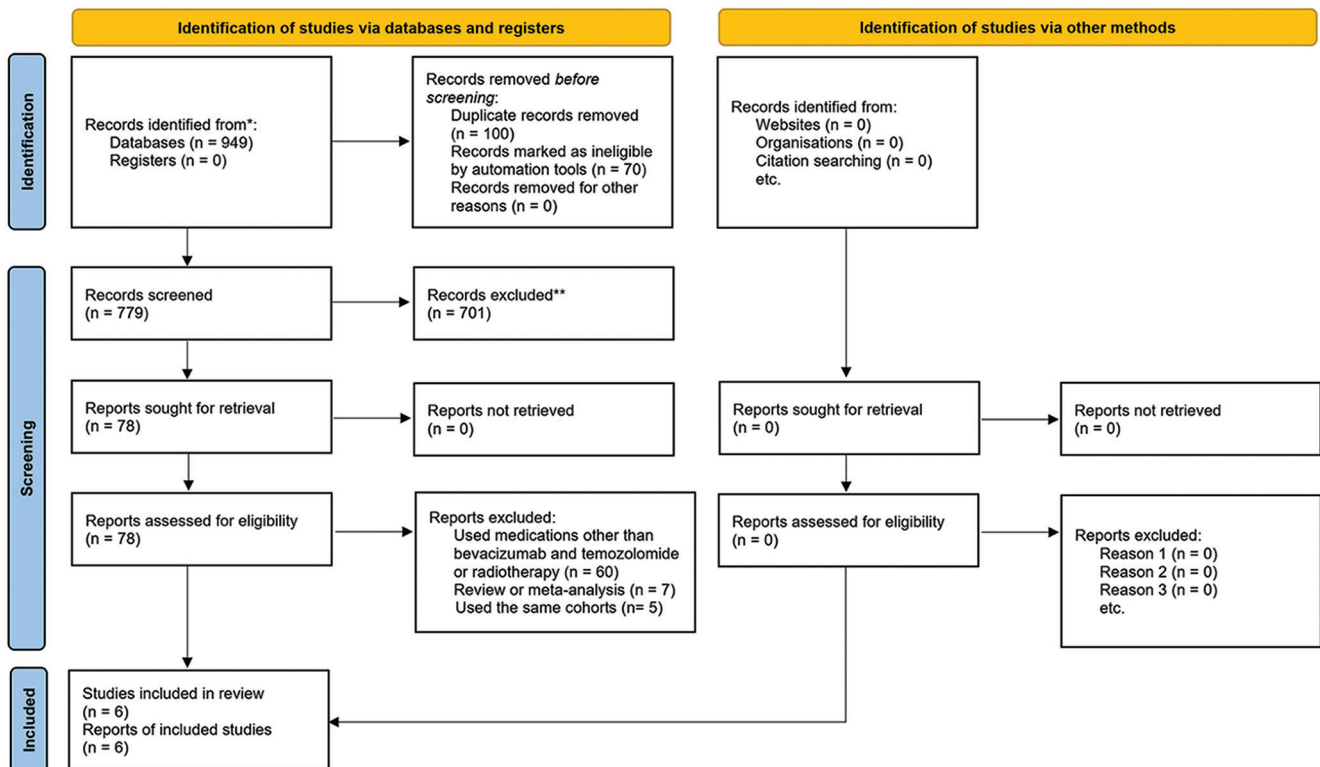 Identification of studies via databases and registers
Identification of studies via other methods
Identification
Records identified from*:
Databases (n = 949)
Registers (n = 0)
Records removed before
screening:
Duplicate records removed
(n = 100)
Records marked as ineligible
by automation tools (n = 70)
Records removed for other
reasons (n = 0)
Records identified from:
Websites (n = 0)
Organisations (n = 0)
Citation searching (n = 0)
etc.
Screening
Records screened
(n = 779)
Records excluded**
(n = 701)
Reports sought for retrieval
(n = 78)
Reports not retrieved
(n = 0)
Reports sought for retrieval
(n = 0)
Reports not retrieved
(n = 0)
Reports assessed for eligibility
(n = 78)
Reports excluded:
Used medications other than
bevacizumab and temozolomide
or radiotherapy (n = 60)
Review or meta-analysis (n = 7)
Used the same cohorts (n= 5)
Reports assessed for eligibility
(n = 0)
Reports excluded:
Reason 1 (n = 0)
Reason 2 (n = 0)
Reason 3 (n = 0)
etc.
Included
Studies included in review
(n = 6)
Reports of included studies
(n = 6)